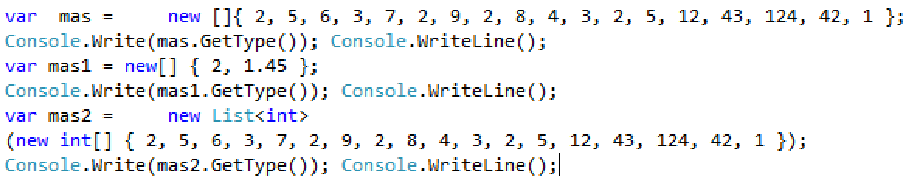 var  mas =     new []{ 2, 5, 6, 3, 7, 2, 9, 2, 8, 4, 3, 2, 5, 12, 43, 124, 42, 1 };
Console.Write(mas.GetType()); Console.WriteLine();
var mas1 = new[] { 2, 1.45 };
Console.Write(mas1.GetType()); Console.WriteLine();
var mas2 =     new List<int>
(new int[] { 2, 5, 6, 3, 7, 2, 9, 2, 8, 4, 3, 2, 5, 12, 43, 124, 42, 1 });
Console.Write(mas2.GetType()); Console.WriteLine();